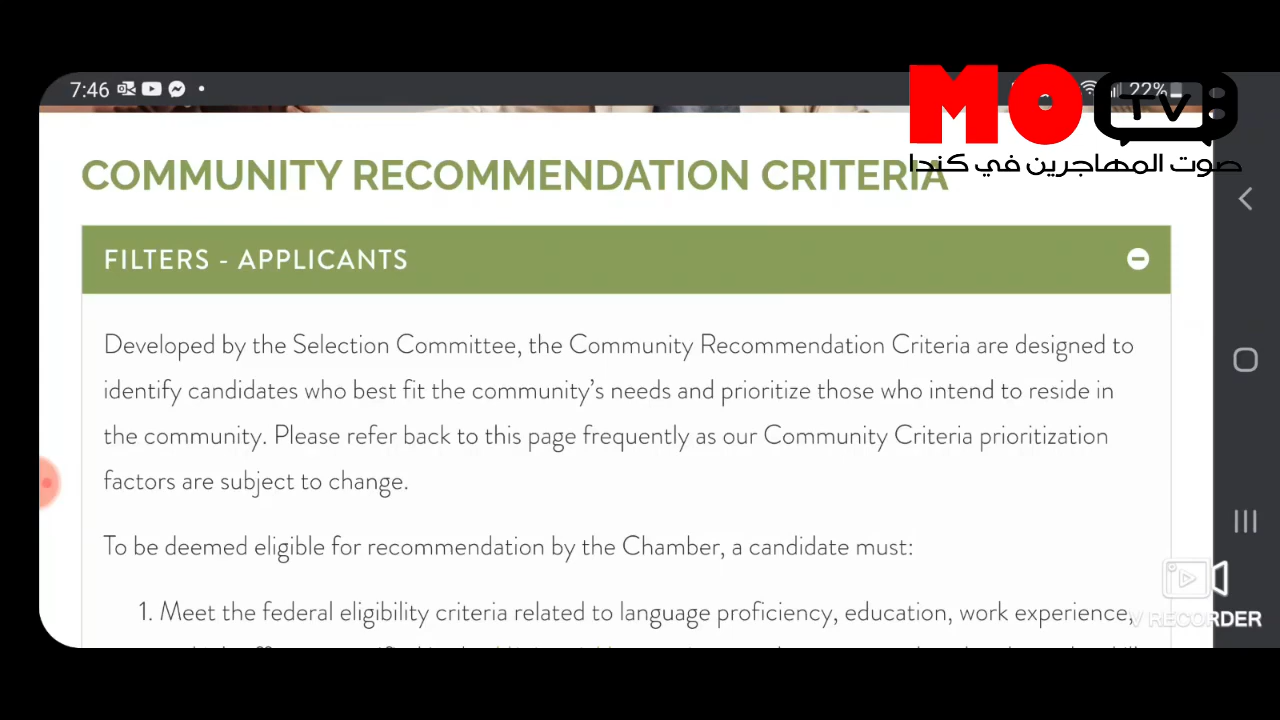 7:46
22%
MO TV
صوت المهاجرين في كندا
COMMUNITY RECOMMENDATION CRITERIA
FILTERS - APPLICANTS
Developed by the Selection Committee, the Community Recommendation Criteria are designed to
identify candidates who best fit the community's needs and prioritize those who intend to reside in
the community. Please refer back to this page frequently as our Community Criteria prioritization
factors are subject to change.
To be deemed eligible for recommendation by the Chamber, a candidate must:
1. Meet the federal eligibility criteria related to language proficiency, education, work experience,
V RECORDER